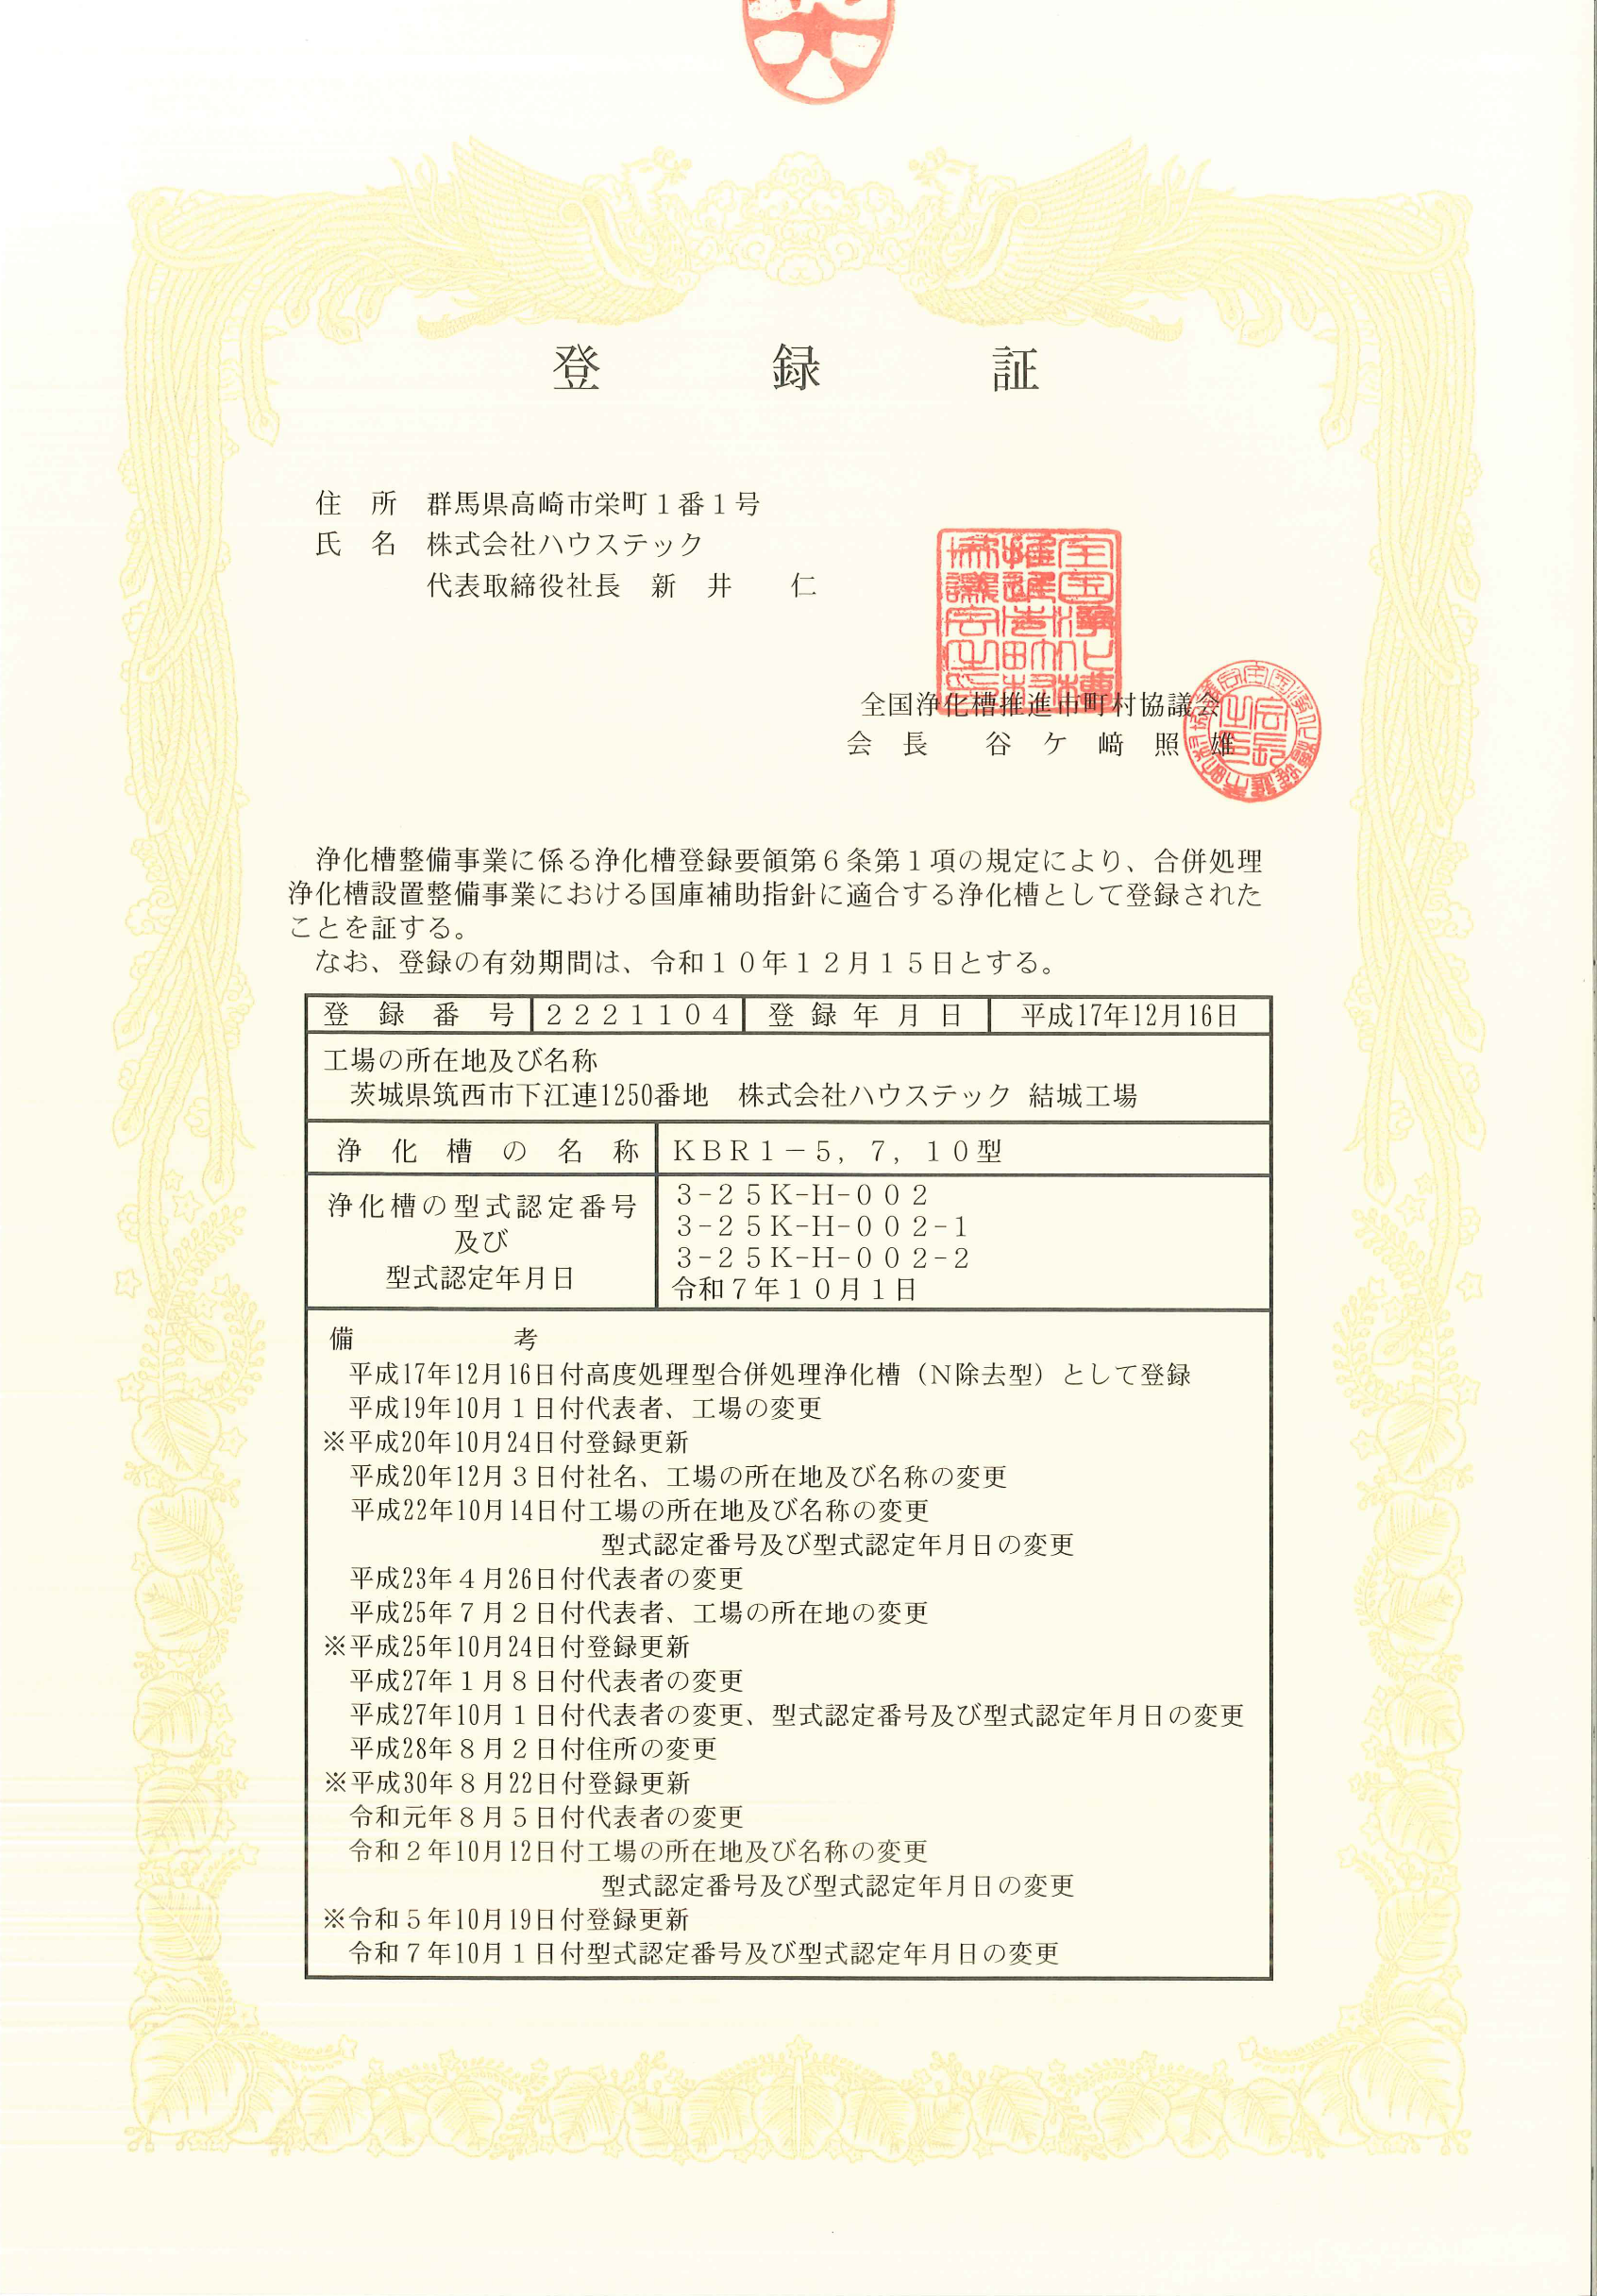 登録証
住所 群馬県高崎市栄町１番１号
氏名 株式会社ハウステック
代表取締役社長 新井 仁
全国浄化槽推進市町村協議会
会長 谷ケ﨑照雄
浄化槽整備事業に係る浄化槽登録要領第６条第１項の規定により、合併処理
浄化槽設置整備事業における国庫補助指針に適合する浄化槽として登録された
ことを証する。
なお、登録の有効期間は、令和１０年１２月１５日とする。
登録番号 ２２２１１０４ 登録年月日 平成17年12月16日
工場の所在地及び名称
茨城県筑西市下江連1250番地 株式会社ハウステック 結城工場
浄化槽の名称 ＫＢＲ１－５，７，１０型
浄化槽の型式認定番号
及び
型式認定年月日
３-２５Ｋ-Ｈ-００２
３-２５Ｋ-Ｈ-００２-１
３-２５Ｋ-Ｈ-００２-２
令和７年１０月１日
備考
平成17年12月16日付高度処理型合併処理浄化槽（Ｎ除去型）として登録
平成19年10月１日付代表者、工場の変更
※平成20年10月24日付登録更新
平成20年12月３日付社名、工場の所在地及び名称の変更
平成22年10月14日付工場の所在地及び名称の変更
型式認定番号及び型式認定年月日の変更
平成23年４月26日付代表者の変更
平成25年７月２日付代表者、工場の所在地の変更
※平成25年10月24日付登録更新
平成27年１月８日付代表者の変更
平成27年10月１日付代表者の変更、型式認定番号及び型式認定年月日の変更
平成28年８月２日付住所の変更
※平成30年８月22日付登録更新
令和元年８月５日付代表者の変更
令和２年10月12日付工場の所在地及び名称の変更
型式認定番号及び型式認定年月日の変更
※令和５年10月19日付登録更新
令和７年10月１日付型式認定番号及び型式認定年月日の変更